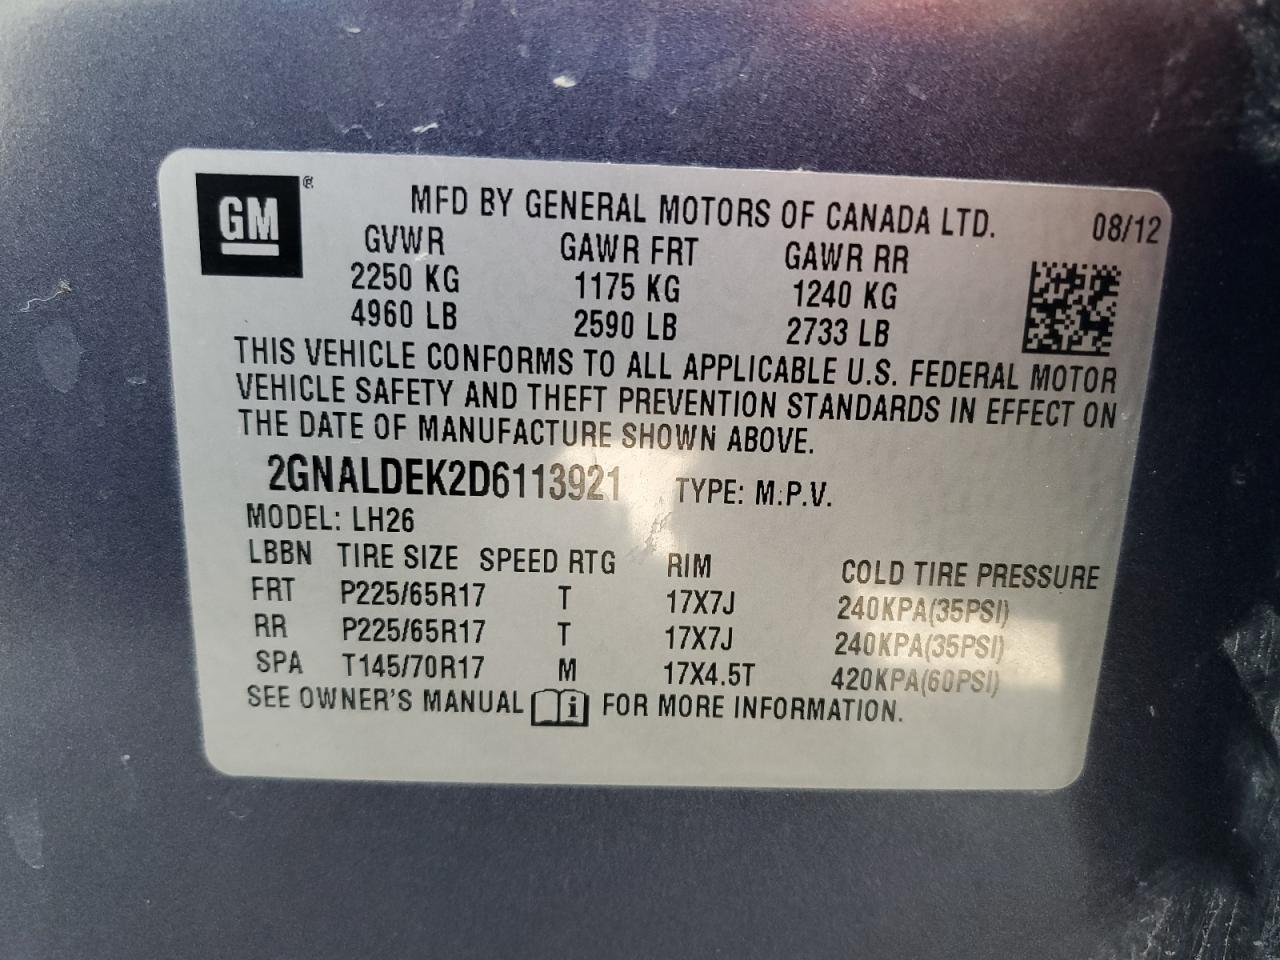 GM ®
MFD BY GENERAL MOTORS OF CANADA LTD. 08/12
GVWR GAWR FRT GAWR RR
2250 KG 1175 KG 1240 KG
4960 LB 2590 LB 2733 LB
THIS VEHICLE CONFORMS TO ALL APPLICABLE U.S. FEDERAL MOTOR
VEHICLE SAFETY AND THEFT PREVENTION STANDARDS IN EFFECT ON
THE DATE OF MANUFACTURE SHOWN ABOVE.
2GNALDEK2D6113921 TYPE: M.P.V.
MODEL: LH26
LBBN TIRE SIZE SPEED RTG RIM COLD TIRE PRESSURE
FRT P225/65R17 T 17X7J 240KPA(35PSI)
RR P225/65R17 T 17X7J 240KPA(35PSI)
SPA T145/70R17 M 17X4.5T 420KPA(60PSI)
SEE OWNER'S MANUAL i FOR MORE INFORMATION.